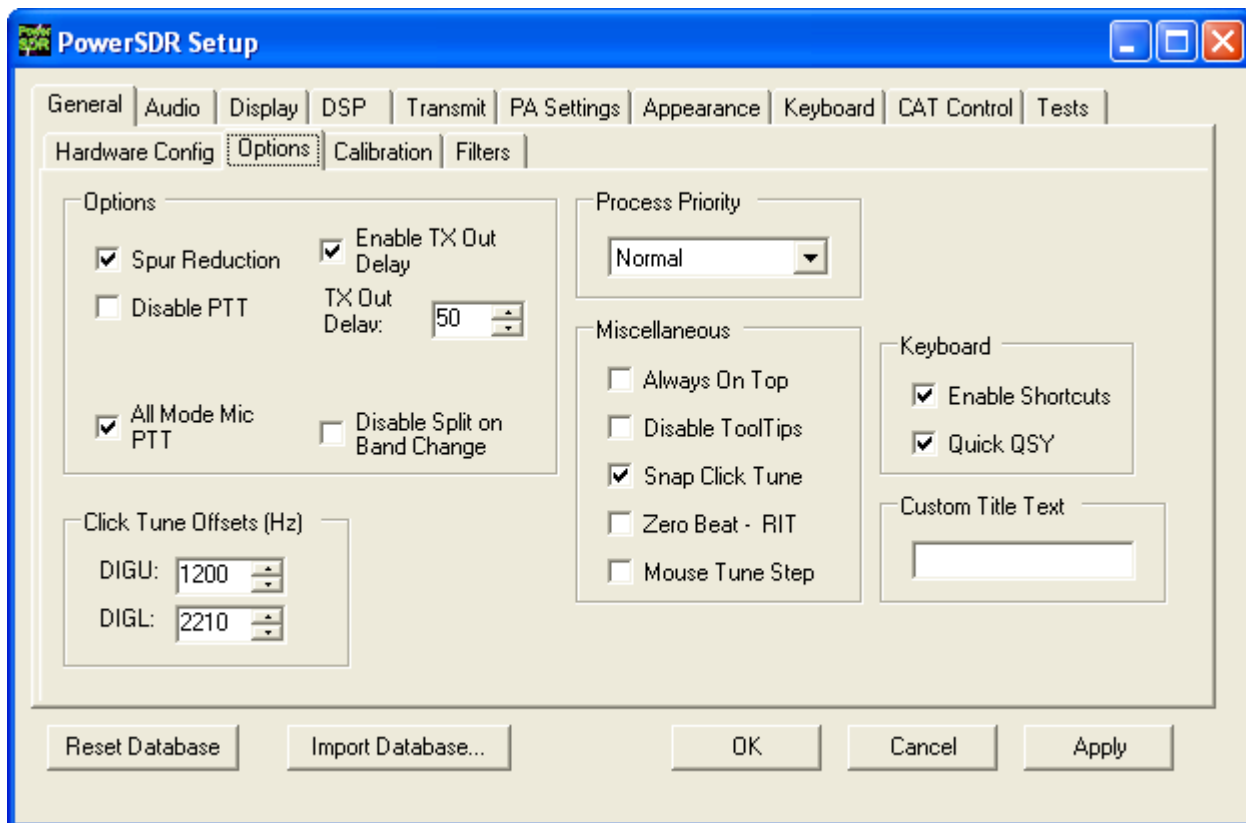 Power SDR PowerSDR Setup
General Audio Display DSP Transmit PA Settings Appearance Keyboard CAT Control Tests
Hardware Config Options Calibration Filters
Options
Spur Reduction
Enable TX Out
Delay
Disable PTT
TX Out
Delay:
50
All Mode Mic
PTT
Disable Split on
Band Change
Click Tune Offsets (Hz)
DIGU: 1200
DIGL: 2210
Process Priority
Normal
Miscellaneous
Always On Top
Disable ToolTips
Snap Click Tune
Zero Beat - RIT
Mouse Tune Step
Keyboard
Enable Shortcuts
Quick QSY
Custom Title Text
Reset Database Import Database... OK Cancel Apply